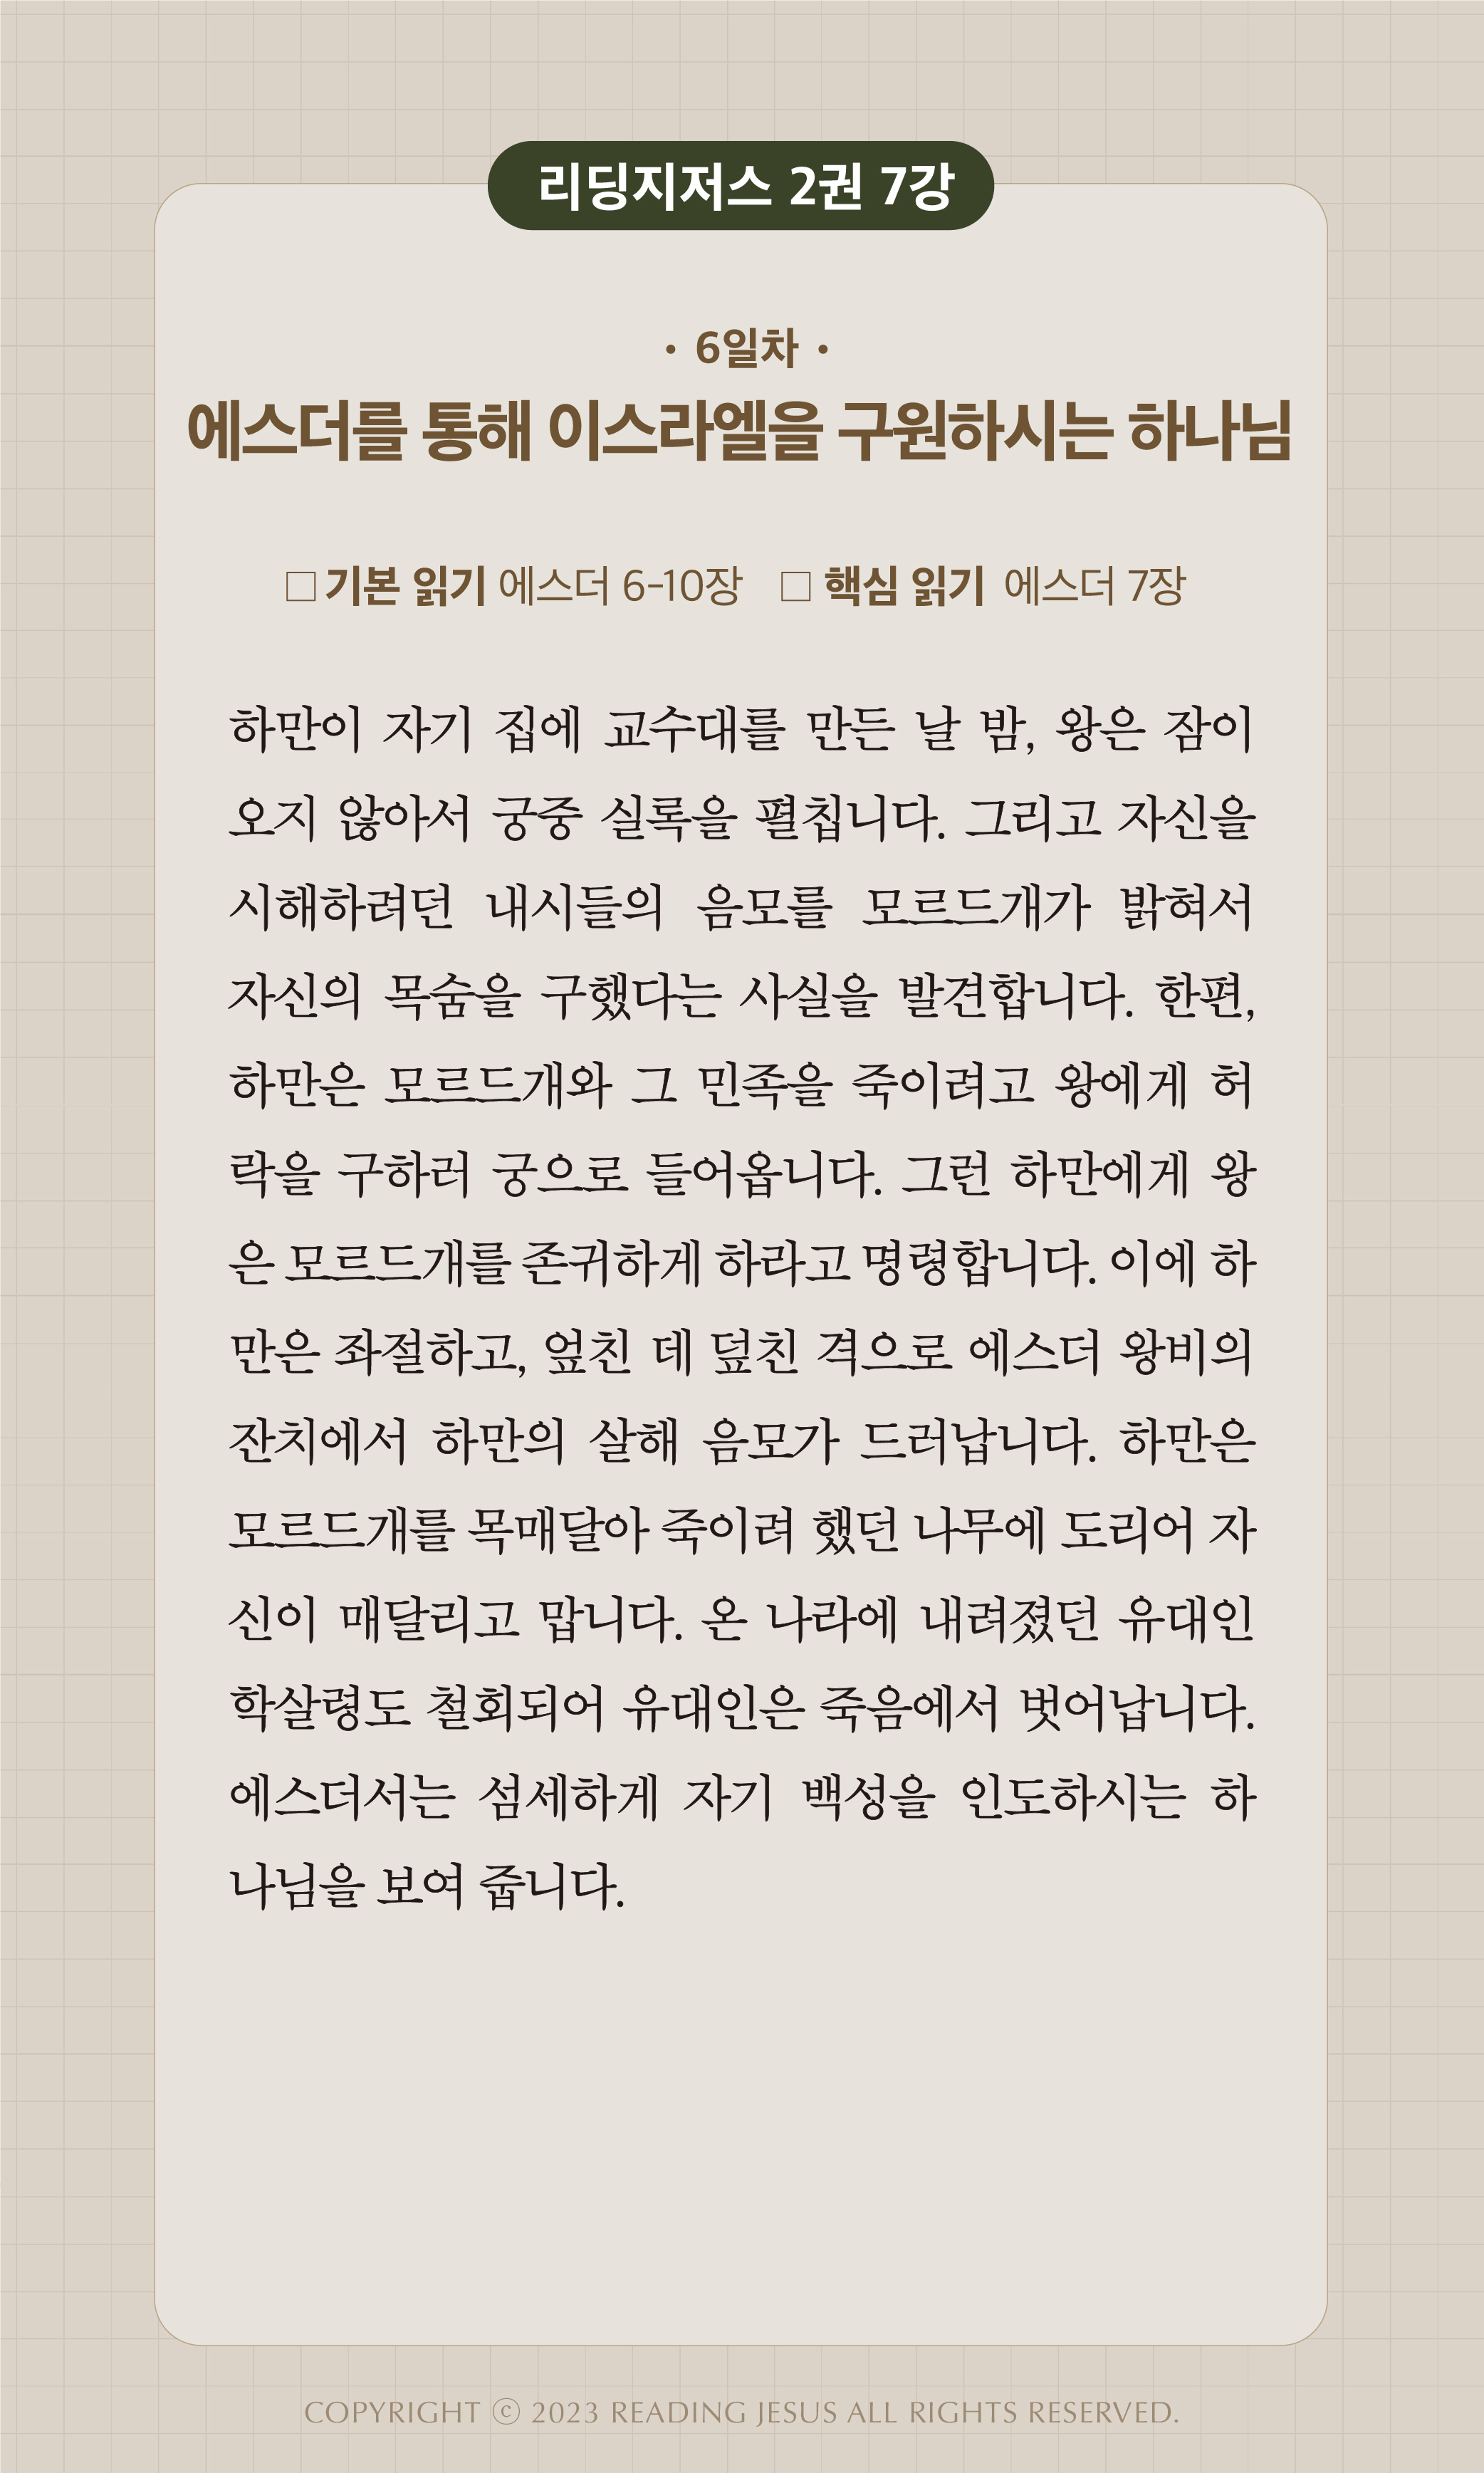 리딩지저스 2권 7강
· 6일차 ·
에스더를 통해 이스라엘을 구원하시는 하나님
□ 기본 읽기 에스더 6-10장 □ 핵심 읽기 에스더 7장
하만이 자기 집에 교수대를 만든 날 밤, 왕은 잠이
오지 않아서 궁중 실록을 펼칩니다. 그리고 자신을
시해하려던 내시들의 음모를 모르드개가 밝혀서
자신의 목숨을 구했다는 사실을 발견합니다. 한편,
하만은 모르드개와 그 민족을 죽이려고 왕에게 허
락을 구하러 궁으로 들어옵니다. 그런 하만에게 왕
은 모르드개를 존귀하게 하라고 명령합니다. 이에 하
만은 좌절하고, 엎친 데 덮친 격으로 에스더 왕비의
잔치에서 하만의 살해 음모가 드러납니다. 하만은
모르드개를 목매달아 죽이려 했던 나무에 도리어 자
신이 매달리고 맙니다. 온 나라에 내려졌던 유대인
학살령도 철회되어 유대인은 죽음에서 벗어납니다.
에스더서는 섬세하게 자기 백성을 인도하시는 하
나님을 보여 줍니다.
COPYRIGHT ⓒ 2023 READING JESUS ALL RIGHTS RESERVED.